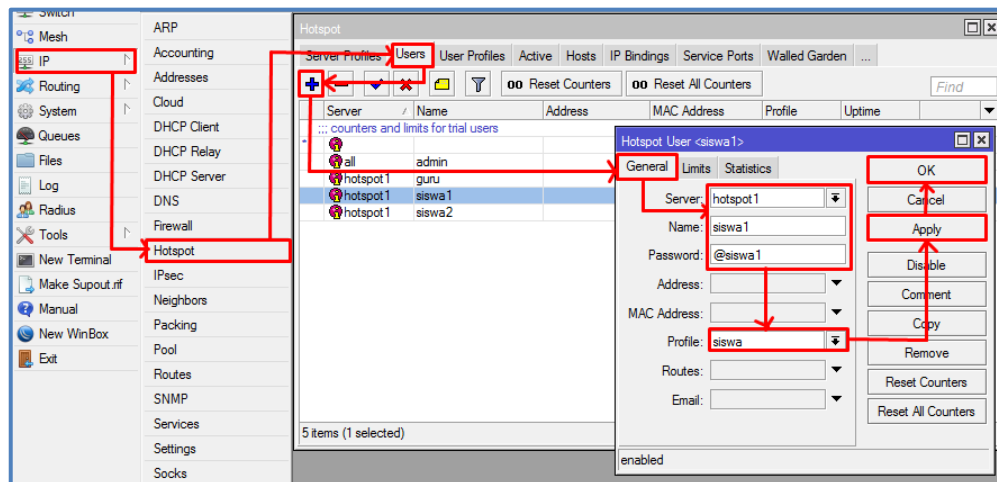 Switch
Mesh
IP
Routing
System
Queues
Files
Log
Radius
Tools
New Terminal
Make Supout.rif
Manual
New WinBox
Exit
ARP
Accounting
Addresses
Cloud
DHCP Client
DHCP Relay
DHCP Server
DNS
Firewall
Hotspot
IPsec
Neighbors
Packing
Pool
Routes
SNMP
Services
Settings
Socks
Hotspot
Server Profiles Users User Profiles Active Hosts IP Bindings Service Ports Walled Garden ...
00 Reset Counters 00 Reset All Counters Find
Server / Name Address MAC Address Profile Uptime
::: counters and limits for trial users
*
all admin
hotspot1 guru
hotspot1 siswa1
hotspot1 siswa2
5 items (1 selected)
Hotspot User <siswa1>
General Limits Statistics
Server: hotspot1
Name: siswa1
Password: @siswa1
Address:
MAC Address:
Profile: siswa
Routes:
Email:
OK
Cancel
Apply
Disable
Comment
Copy
Remove
Reset Counters
Reset All Counters
enabled